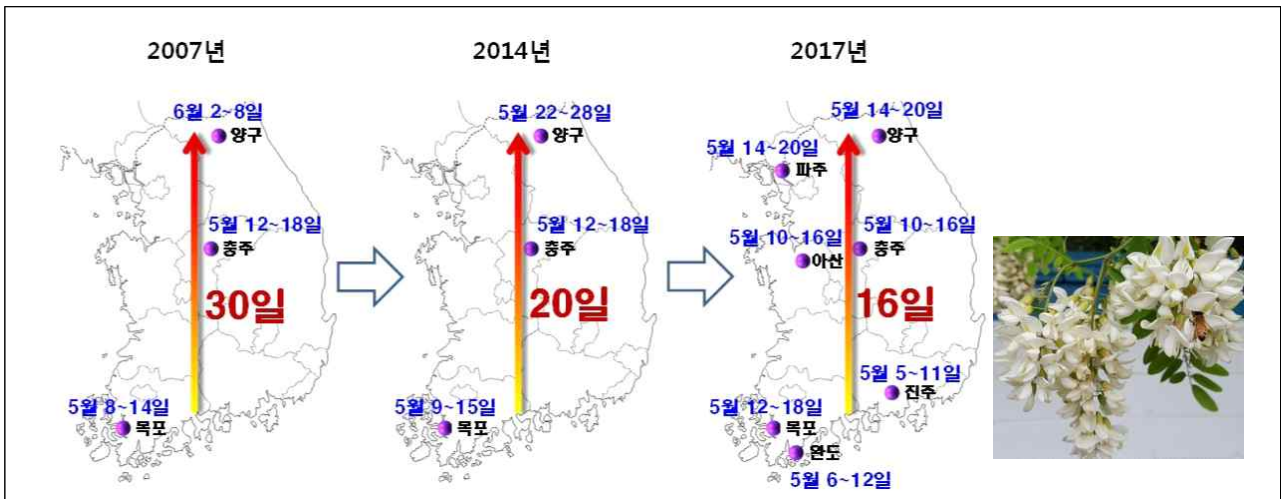 2007년
6월 2~8일
양구
5월 12~18일
충주
30일
5월 8~14일
목포
2014년
5월 22~28일
양구
5월 12~18일
충주
20일
5월 9~15일
목포
2017년
5월 14~20일
양구
5월 14~20일
파주
5월 10~16일
아산
5월 10~16일
충주
16일
5월 5~11일
진주
5월 12~18일
목포
완도
5월 6~12일